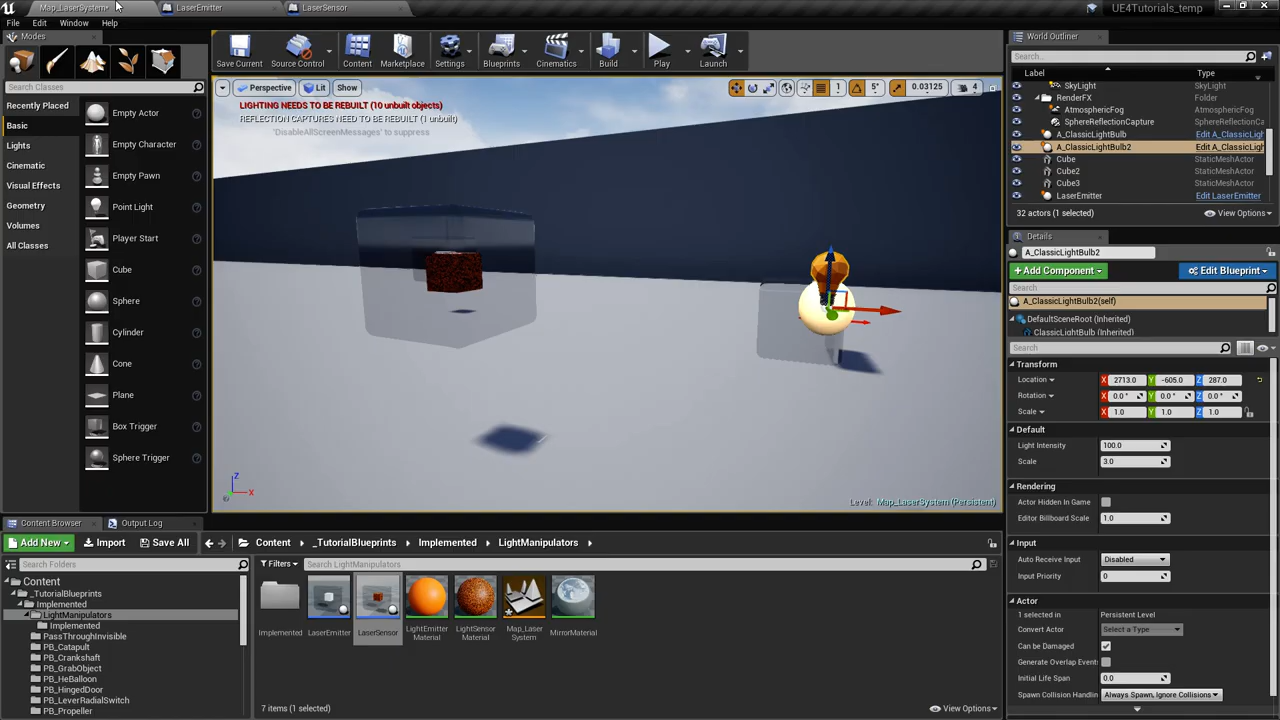 Map_LaserSystem*
LaserEmitter
LaserSensor
UE4Tutorials_temp
File
Edit
Window
Help
Modes
Search Classes
Recently Placed
Basic
Lights
Cinematic
Visual Effects
Geometry
Volumes
All Classes
Empty Actor
Empty Character
Empty Pawn
Point Light
Player Start
Cube
Sphere
Cylinder
Cone
Plane
Box Trigger
Sphere Trigger
Save Current
Source Control
Content
Marketplace
Settings
Blueprints
Cinematics
Build
Play
Launch
Perspective
Lit
Show
1
5°
0.03125
4
LIGHTING NEEDS TO BE REBUILT (10 unbuilt objects)
REFLECTION CAPTURES NEED TO BE REBUILT (1 unbuilt)
'DisableAllScreenMessages' to suppress
Z
X
Level: Map_LaserSystem (Persistent)
World Outliner
Search...
Label
Type
SkyLight
SkyLight
RenderFX
Folder
AtmosphericFog
AtmosphericFog
SphereReflectionCapture
SphereReflectionCa
A_ClassicLightBulb
Edit A_ClassicLigh
A_ClassicLightBulb2
Edit A_ClassicLigh
Cube
StaticMeshActor
Cube2
StaticMeshActor
Cube3
StaticMeshActor
LaserEmitter
Edit LaserEmitter
32 actors (1 selected)
View Options
Details
A_ClassicLightBulb2
+Add Component
Edit Blueprint
Search
A_ClassicLightBulb2(self)
DefaultSceneRoot (Inherited)
ClassicLightBulb (Inherited)
Search
Transform
Location
X 2713.0
Y -605.0
Z 287.0
Rotation
X 0.0 °
Y 0.0 °
Z 0.0 °
Scale
X 1.0
Y 1.0
Z 1.0
Default
Light Intensity
100.0
Scale
3.0
Rendering
Actor Hidden In Game
Editor Billboard Scale
1.0
Input
Auto Receive Input
Disabled
Input Priority
0
Actor
1 selected in
Persistent Level
Convert Actor
Select a Type
Can be Damaged
Generate Overlap Event
Initial Life Span
0.0
Spawn Collision Handlin
Always Spawn, Ignore Collisions
Content Browser
Output Log
Add New
Import
Save All
Content
_TutorialBlueprints
Implemented
LightManipulators
Search Folders
Filters
Search LightManipulators
Content
_TutorialBlueprints
Implemented
LightManipulators
Implemented
PassThroughInvisible
PB_Catapult
PB_Crankshaft
PB_GrabObject
PB_HeBalloon
PB_HingedDoor
PB_LeverRadialSwitch
PB_Propeller
Implemented
LaserEmitter
LaserSensor
LightEmitter
Material
LightSensor
Material
Map_Laser
System
MirrorMaterial
7 items (1 selected)
View Options